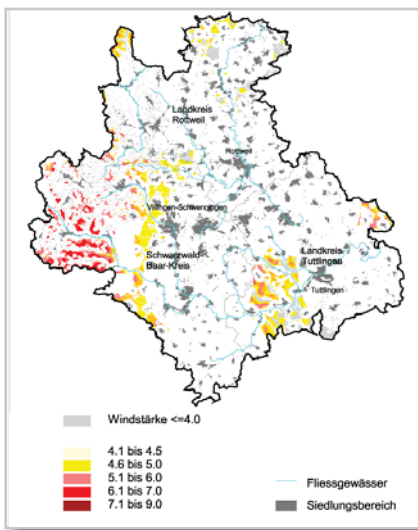 Landkreis
Rottweil
Rottweil
Villingen-Schwenningen
Schwarzwald-
Baar-Kreis
Landkreis
Tuttlingen
Tuttlingen
Windstärke <=4.0
4.1 bis 4.5
4.6 bis 5.0
5.1 bis 6.0
6.1 bis 7.0
7.1 bis 9.0
Fliessgewässer
Siedlungsbereich